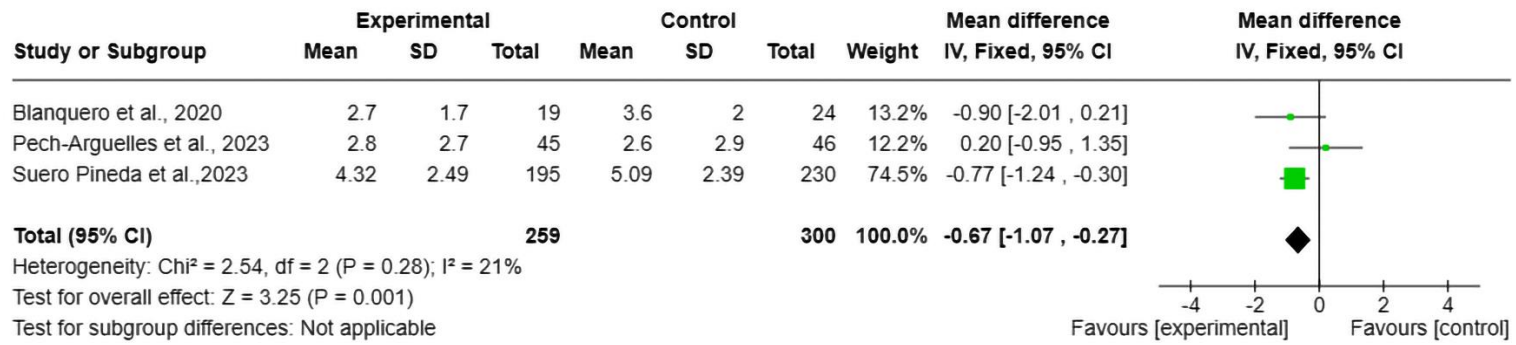 Experimental Control Mean difference Mean difference
Study or Subgroup Mean SD Total Mean SD Total Weight IV, Fixed, 95% CI IV, Fixed, 95% CI
Blanquero et al., 2020 2.7 1.7 19 3.6 2 24 13.2% -0.90 [-2.01 , 0.21]
Pech-Arguelles et al., 2023 2.8 2.7 45 2.6 2.9 46 12.2% 0.20 [-0.95 , 1.35]
Suero Pineda et al.,2023 4.32 2.49 195 5.09 2.39 230 74.5% -0.77 [-1.24 , -0.30]
Total (95% CI) 259 300 100.0% -0.67 [-1.07 , -0.27]
Heterogeneity: Chi² = 2.54, df = 2 (P = 0.28); I² = 21%
Test for overall effect: Z = 3.25 (P = 0.001)
Test for subgroup differences: Not applicable
-4 -2 0 2 4
Favours [experimental] Favours [control]